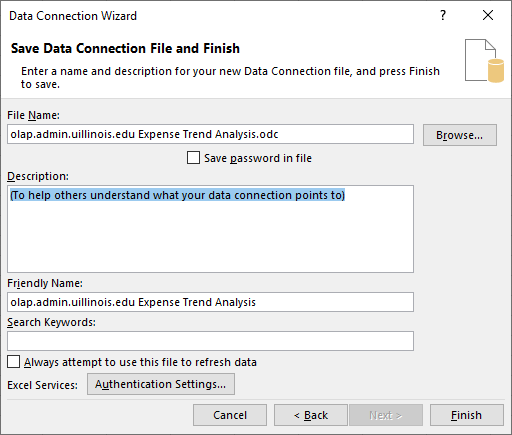 Data Connection Wizard
Save Data Connection File and Finish
Enter a name and description for your new Data Connection file, and press Finish
to save.
File Name:
olap.admin.uillinois.edu Expense Trend Analysis.odc
Browse...
Save password in file
Description:
(To help others understand what your data connection points to)
Friendly Name:
olap.admin.uillinois.edu Expense Trend Analysis
Search Keywords:
Always attempt to use this file to refresh data
Excel Services: Authentication Settings...
Cancel < Back Next > Finish